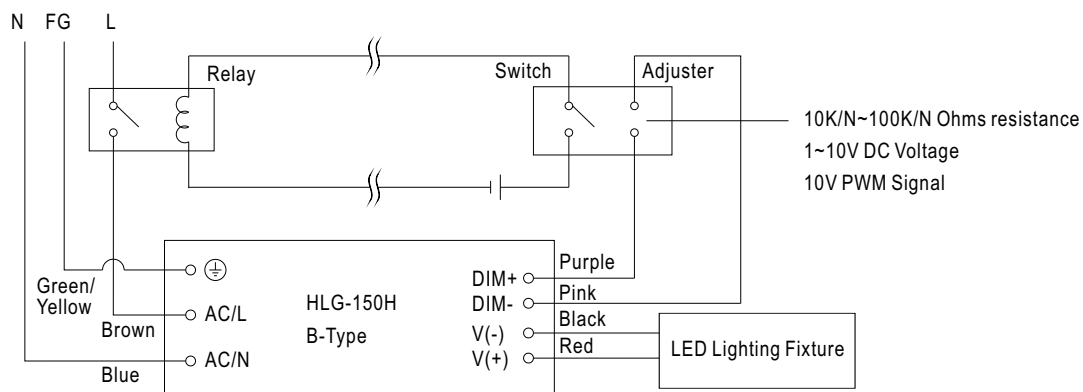 N FG L
Relay
Switch
Adjuster
10K/N~100K/N Ohms resistance
1~10V DC Voltage
10V PWM Signal
Green/
Yellow
Brown
Blue
AC/L
AC/N
HLG-150H
B-Type
DIM+
DIM-
V(-)
V(+)
Purple
Pink
Black
Red
LED Lighting Fixture